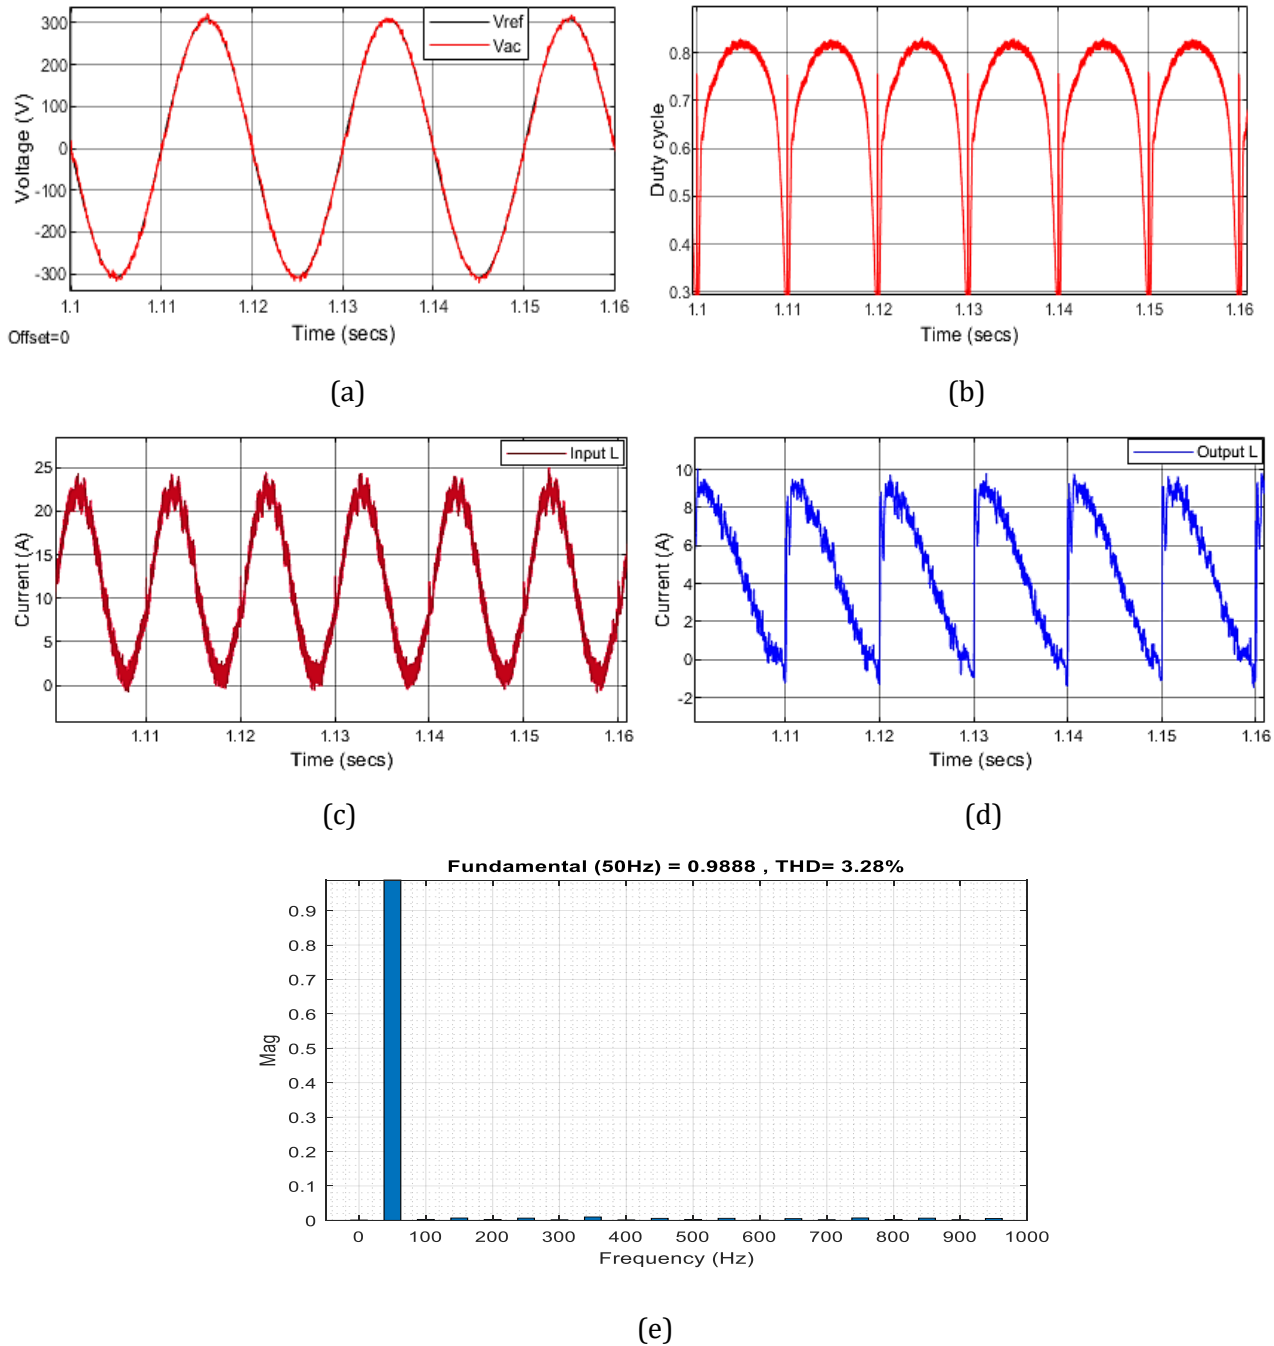 300
200
100
0
-100
-200
-300
Voltage (V)
Vref
Vac
1.1 1.11 1.12 1.13 1.14 1.15 1.16
Time (secs)
Offset=0
(a)
0.8
0.7
0.6
0.5
0.4
0.3
Duty cycle
1.1 1.11 1.12 1.13 1.14 1.15 1.16
Time (secs)
(b)
25
20
15
10
5
0
Current (A)
Input L
1.11 1.12 1.13 1.14 1.15 1.16
Time (secs)
(c)
10
8
6
4
2
0
-2
Current (A)
Output L
1.11 1.12 1.13 1.14 1.15 1.16
Time (secs)
(d)
Fundamental (50Hz) = 0.9888 , THD= 3.28%
0.9
0.8
0.7
0.6
0.5
0.4
0.3
0.2
0.1
0
Mag
0 100 200 300 400 500 600 700 800 900 1000
Frequency (Hz)
(e)